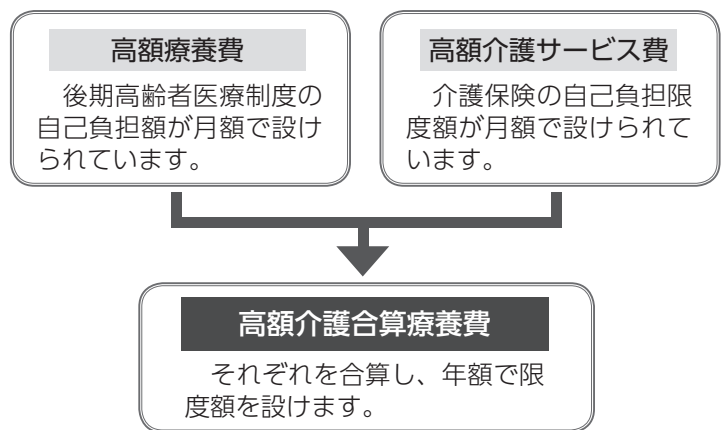 高額療養費
後期高齢者医療制度の
自己負担額が月額で設け
られています。
高額介護サービス費
介護保険の自己負担限
度額が月額で設けられて
います。
高額介護合算療養費
それぞれを合算し、年額で限
度額を設けます。